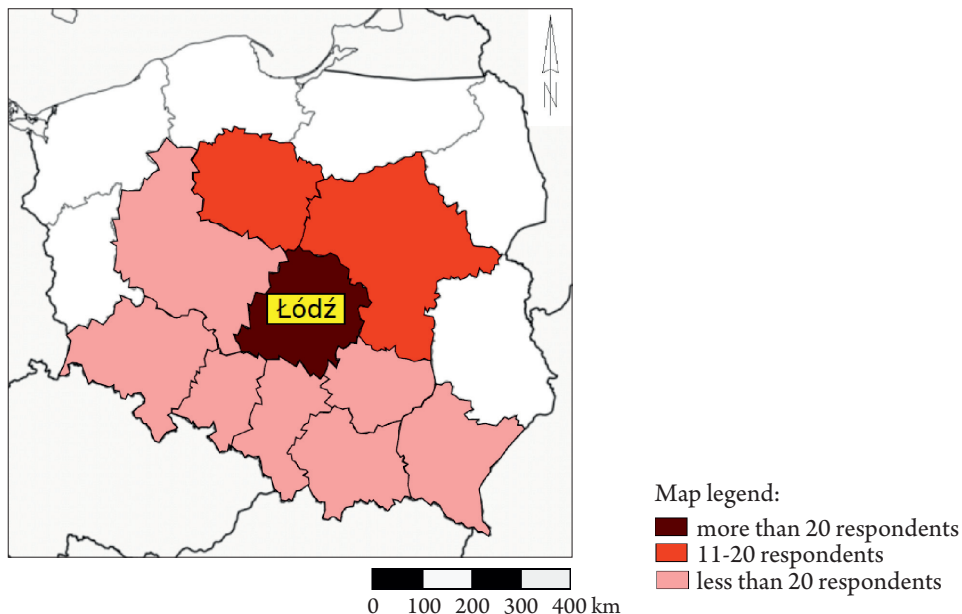 N
Łódź
Map legend:
more than 20 respondents
11-20 respondents
less than 20 respondents
0 100 200 300 400 km